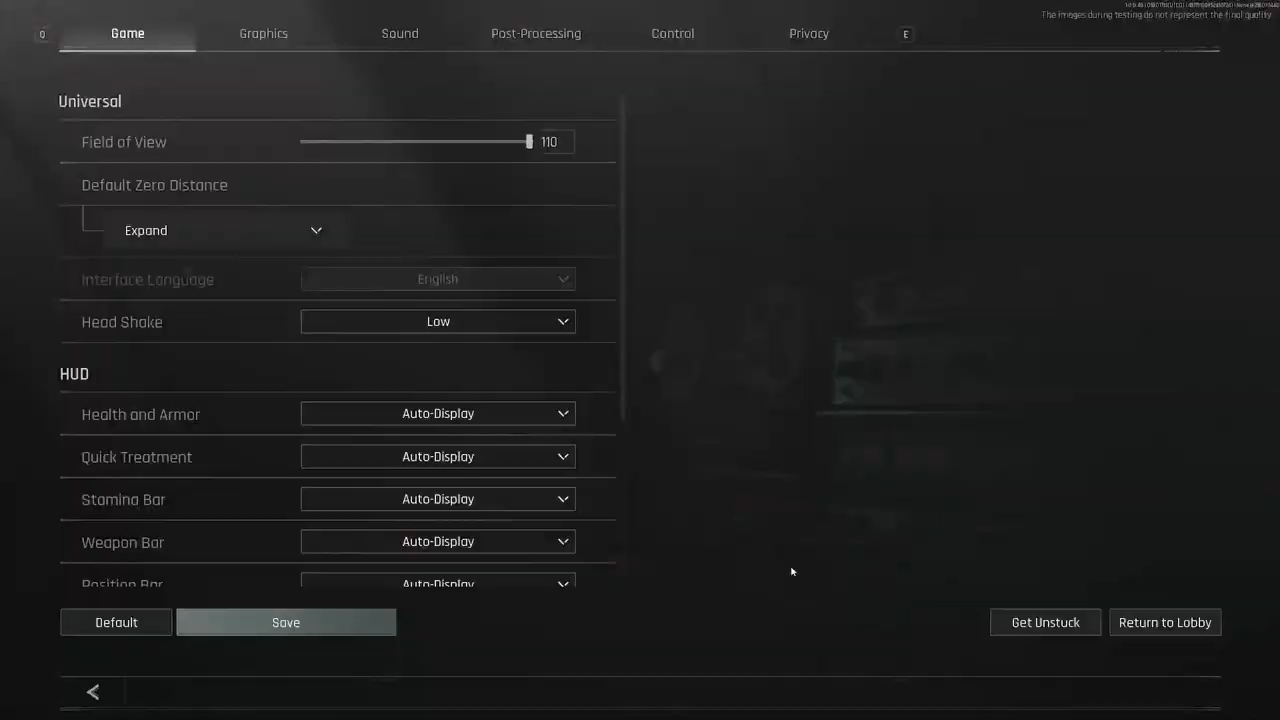 The images during testing do not represent the final quality
Q Game Graphics Sound Post-Processing Control Privacy E
Universal
Field of View 110
Default Zero Distance
Expand
Interface Language English
Head Shake Low
HUD
Health and Armor Auto-Display
Quick Treatment Auto-Display
Stamina Bar Auto-Display
Weapon Bar Auto-Display
Position Bar Auto-Display
Default Save Get Unstuck Return to Lobby